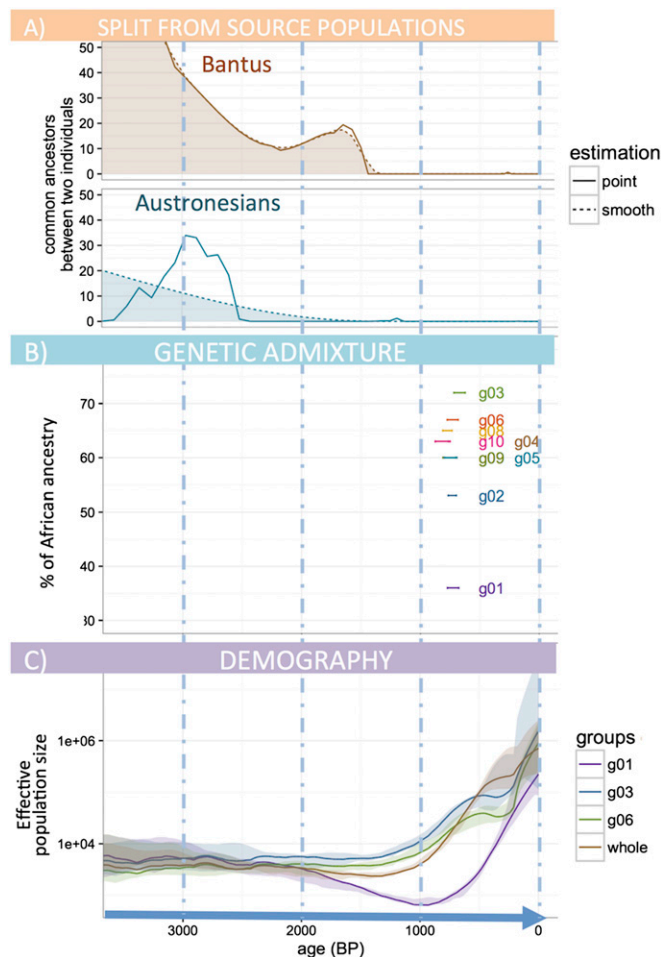 A) SPLIT FROM SOURCE POPULATIONS
50
40
30
20
10
0
Bantus
common ancestors
between two individuals
50
40
30
20
10
0
Austronesians
estimation
point
smooth
B) GENETIC ADMIXTURE
% of African ancestry
70
60
50
40
30
g03
g06
g08
g10 g04
g09 g05
g02
g01
C) DEMOGRAPHY
Effective
population size
1e+06
1e+04
groups
g01
g03
g06
whole
3000 2000 1000 0
age (BP)